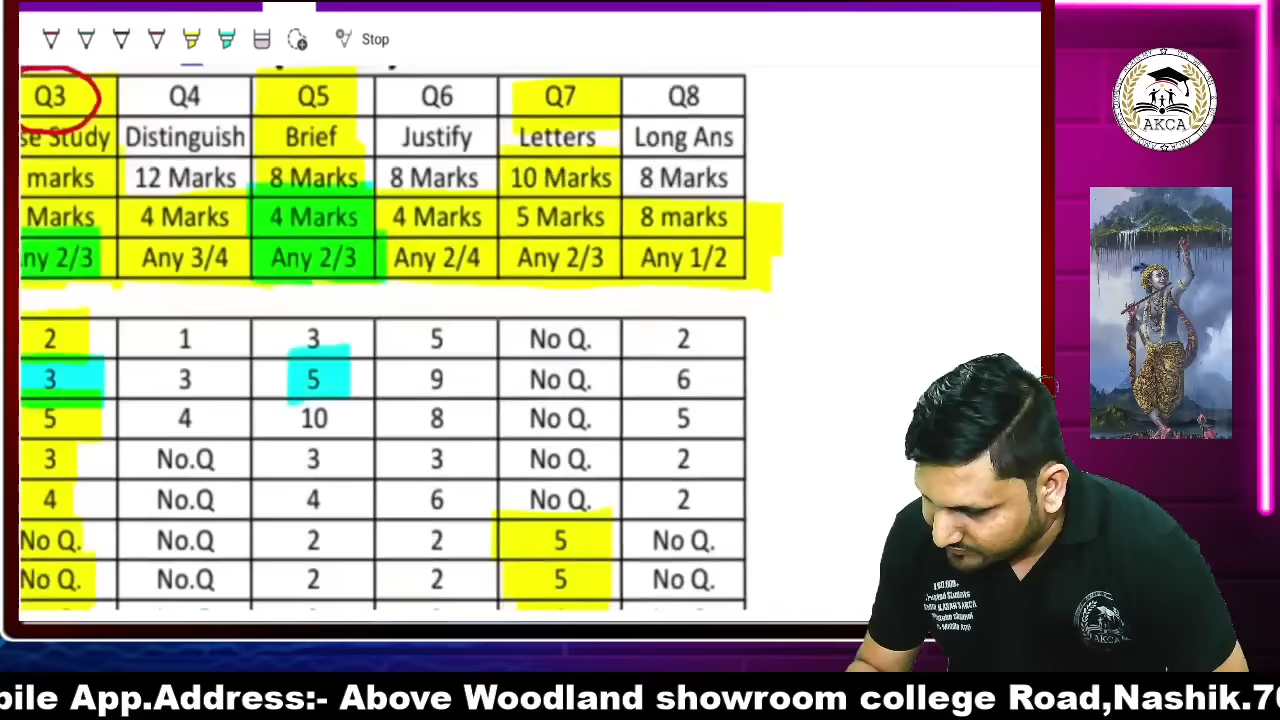 Stop
Q3 Q4 Q5 Q6 Q7 Q8
se Study Distinguish Brief Justify Letters Long Ans
marks 12 Marks 8 Marks 8 Marks 10 Marks 8 Marks
Marks 4 Marks 4 Marks 4 Marks 5 Marks 8 marks
ny 2/3 Any 3/4 Any 2/3 Any 2/4 Any 2/3 Any 1/2
2 1 3 5 No Q. 2
3 3 5 9 No Q. 6
5 4 10 8 No Q. 5
3 No.Q 3 3 No Q. 2
4 No.Q 4 6 No Q. 2
No Q. No.Q 2 2 5 No Q.
No Q. No.Q 2 2 5 No Q.
AKCA
AKCA
bile App.Address:- Above Woodland showroom college Road,Nashik.7